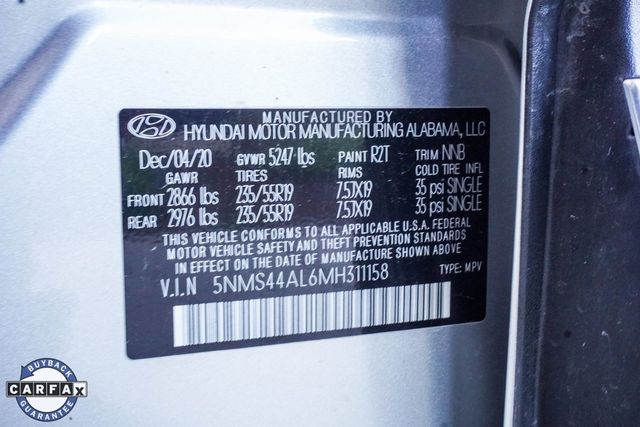 MANUFACTURED BY
HYUNDAI MOTOR MANUFACTURING ALABAMA, LLC
Dec/04/20 GVWR 5247 lbs PAINT R2T TRIM NNB
GAWR TIRES RIMS COLD TIRE INFL
FRONT 2866 lbs 235/55R19 7.5JX19 35 psi SINGLE
REAR 2976 lbs 235/55R19 7.5JX19 35 psi SINGLE
THIS VEHICLE CONFORMS TO ALL APPLICABLE U.S.A. FEDERAL
MOTOR VEHICLE SAFETY AND THEFT PREVENTION STANDARDS
IN EFFECT ON THE DATE OF MANUFACTURE SHOWN ABOVE
V.I.N 5NMS44AL6MH311158 TYPE: MPV
BUYBACK
CARFAX
GUARANTEE